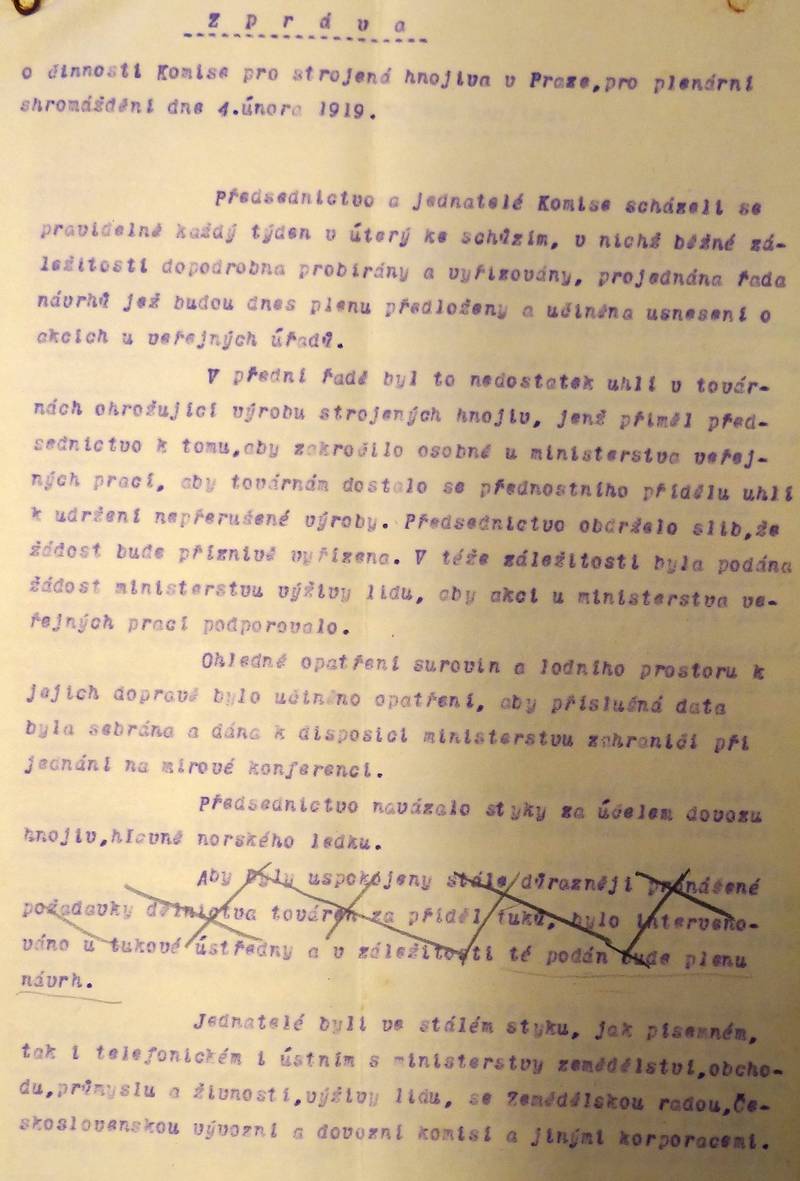 Z p r á v a
o činnosti Komise pro strojená hnojiva v Praze,pro plenární
shromáždění dne 4.února 1919.
Předsednictvo a jednatelé Komise scházeli se
pravidelně každý týden v úterý ke schůzím, v nichž běžné zá-
ležitosti dopodrobna probírány a vyřizovány, projednána řada
návrhů jež budou dnes plenu předloženy a učiněna usnesení o
akcích u veřejných úřadů.
V přední řadě byl to nedostatek uhlí v továr-
nách ohrožující výrobu strojených hnojiv, jenž přiměl před-
sednictvo k tomu,aby zakročilo osobně u ministerstva veřej-
ných prací, aby továrnám dostalo se přednostního přídělu uhlí
k udržení nepřerušené výroby. Předsednictvo obdrželo slib,že
žádost bude příznivě vyřízena. V téže záležitosti byla podána
žádost ministerstvu výživy lidu, aby akci u ministerstva ve-
řejných prací podporovalo.
Ohledně opatření surovin a lodního prostoru k
jejich dopravě bylo učiněno opatření, aby příslušná data
byla sebrána a dána k disposici ministerstvu zahraničí při
jednání na mírové konferenci.
Předsednictvo navázalo styky za účelem dovozu
hnojiv,hlavně norského ledku.
Aby byly uspokojeny stále důrazněji pronášené
požadavky dělnictva továren za příděl tuků, bylo interveno-
váno u tukové ústředny a v záležitosti té podán bude plenu
návrh.
Jednatelé byli ve stálém styku, jak písemném,
tak i telefonickém i ústním s ministerstvy zemědělství,obcho-
du,průmyslu a živností,výživy lidu, se Zemědělskou radou,Če-
skoslovenskou vývozní a dovozní komisí a jinými korporacemi.